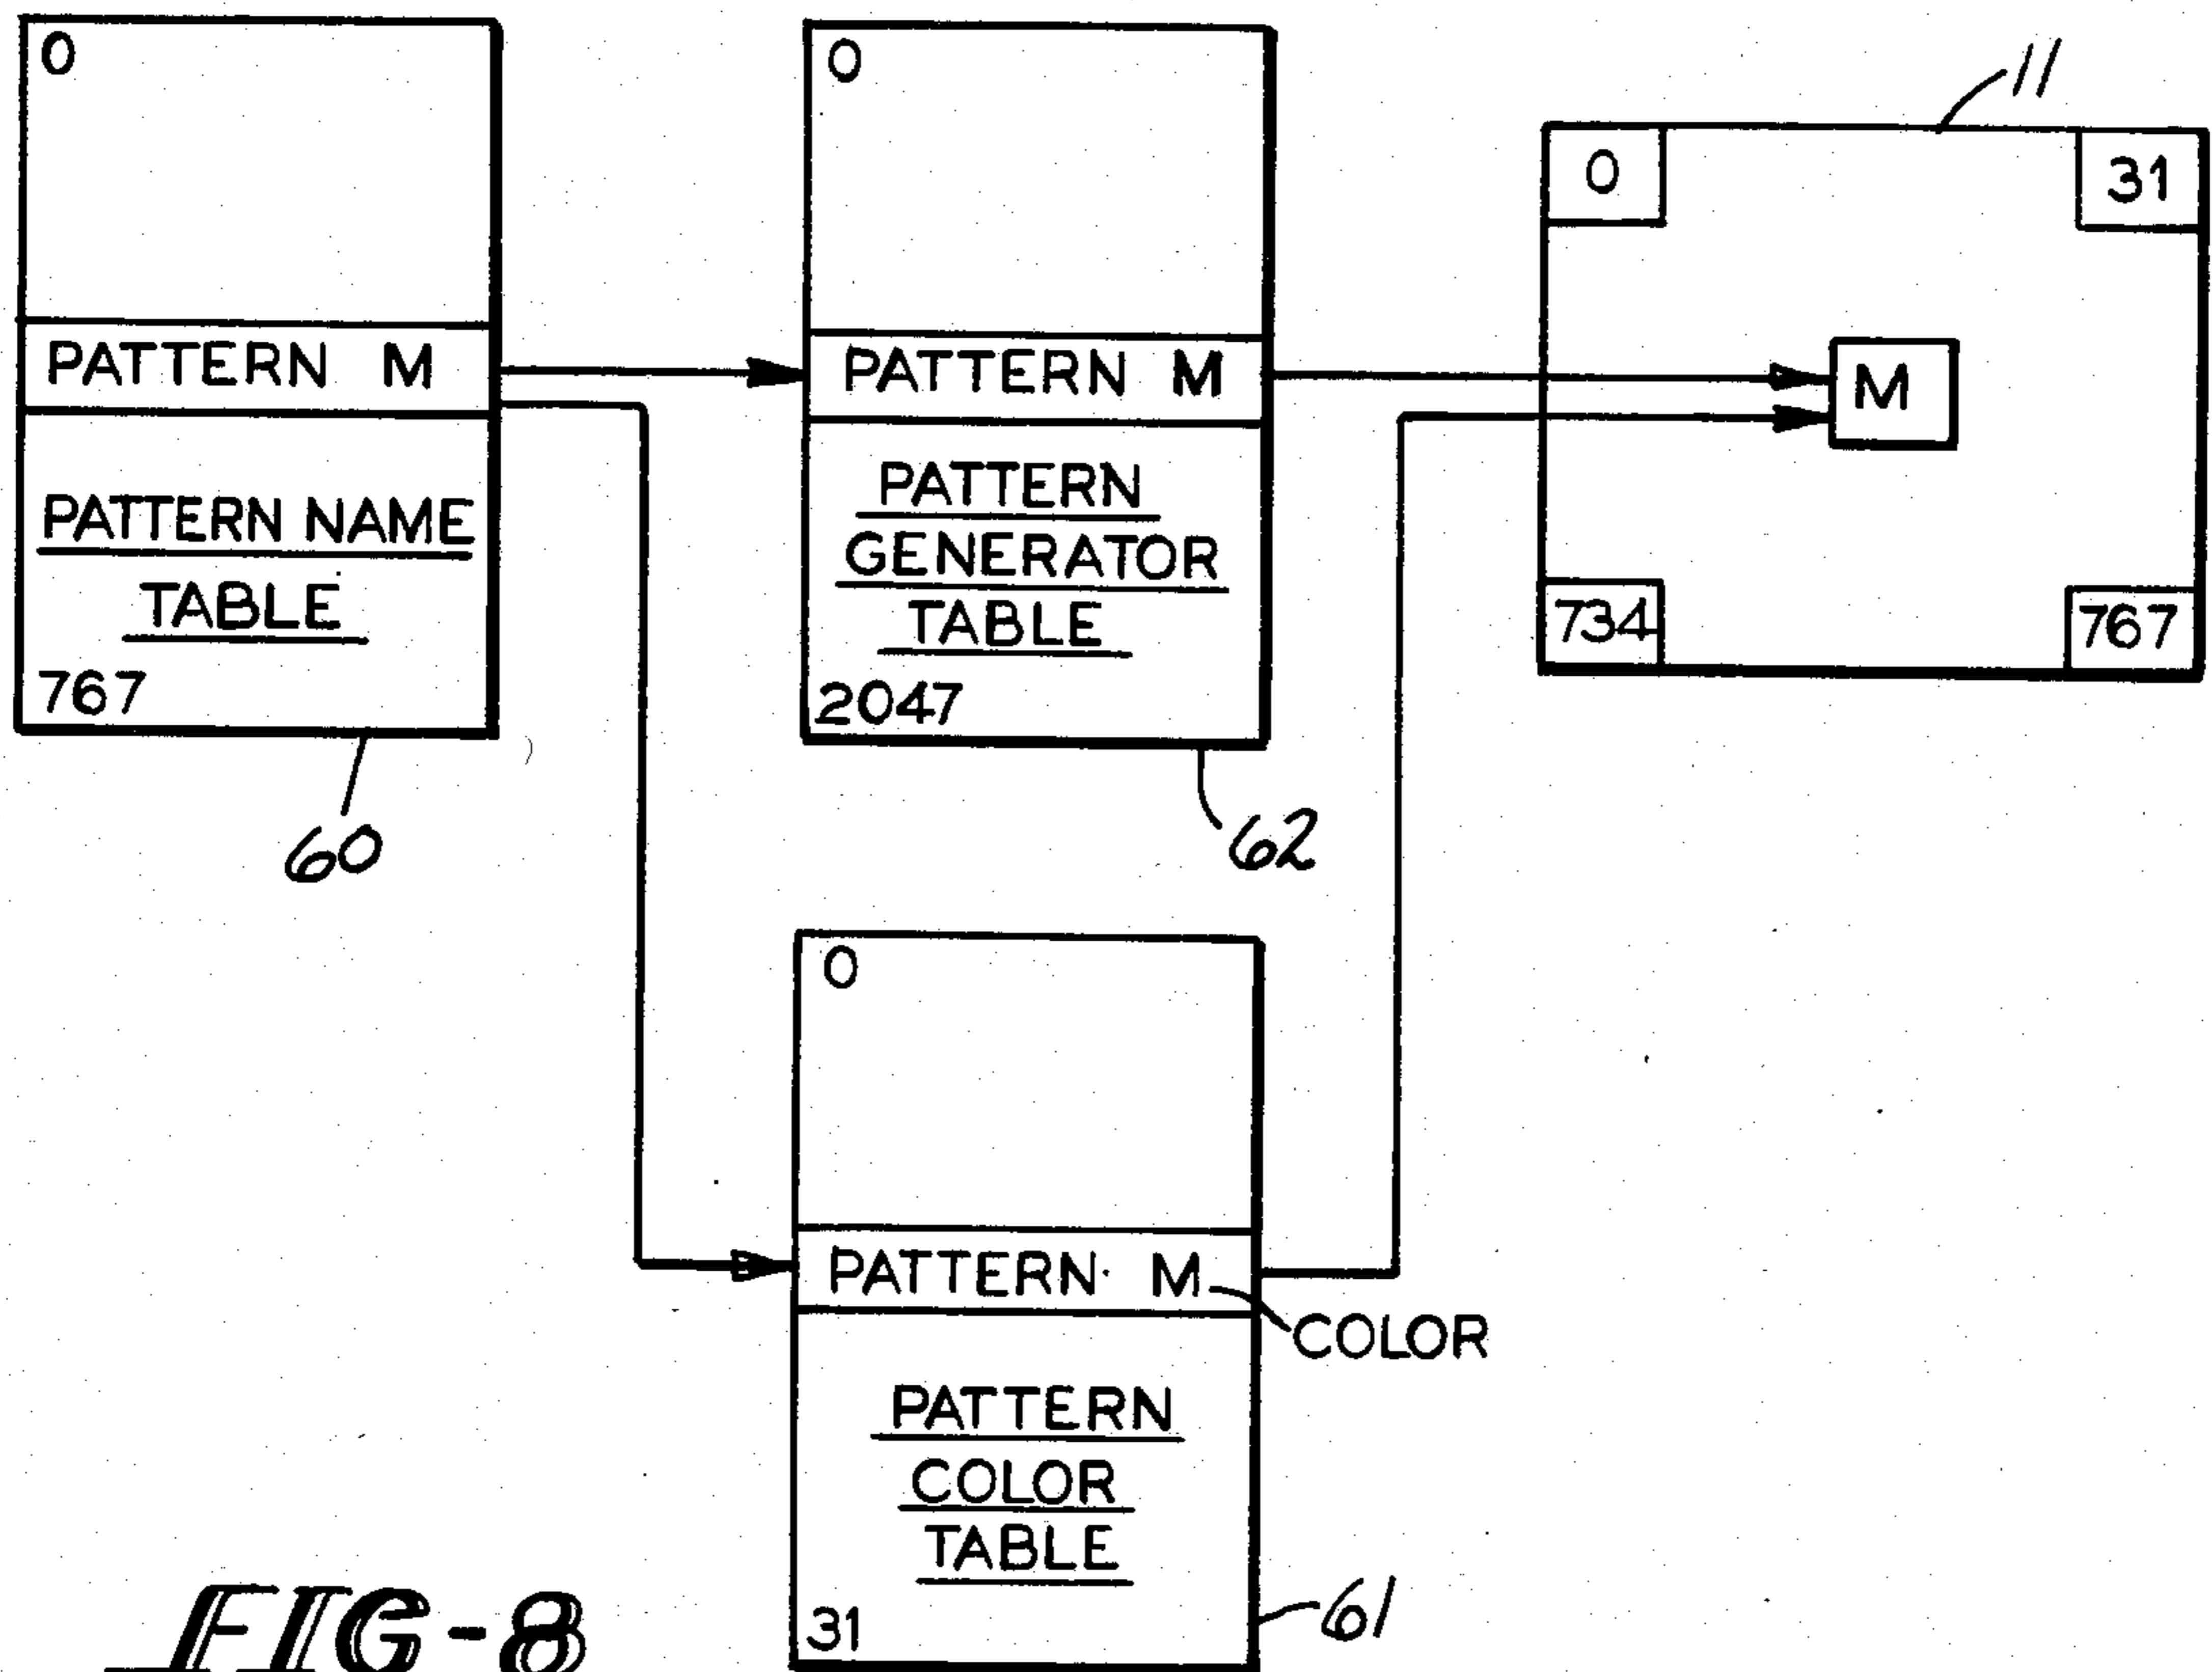 0
PATTERN M
PATTERN NAME
TABLE
767
60
0
PATTERN M
PATTERN
GENERATOR
TABLE
2047
62
11
0
31
M
734
767
0
PATTERN M
COLOR
PATTERN
COLOR
TABLE
31
61
FIG-8